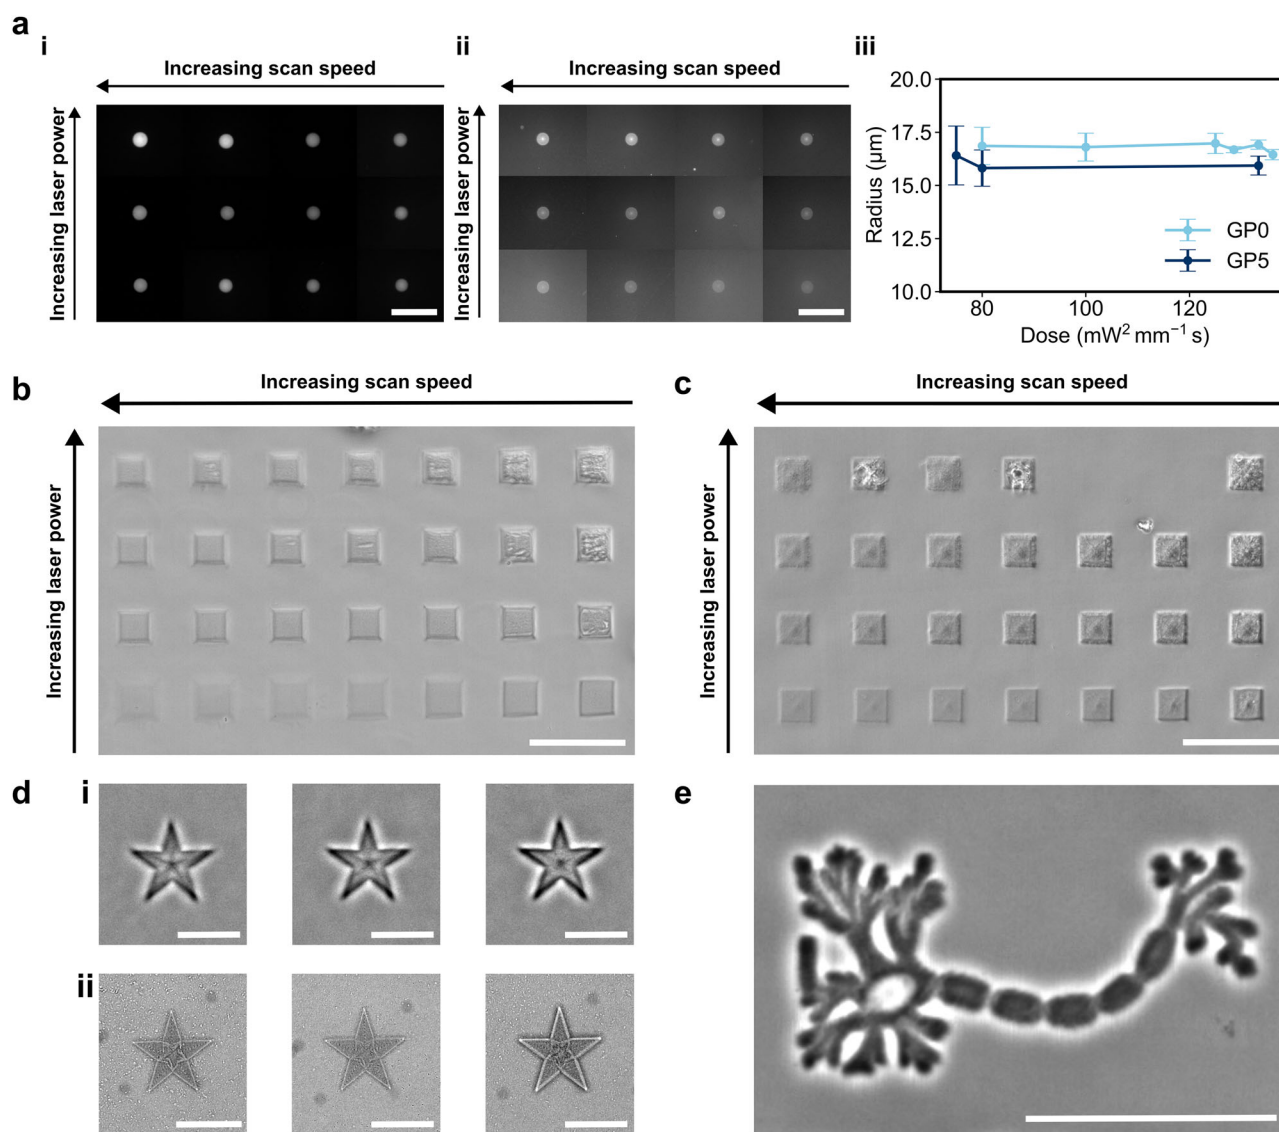 a
i
Increasing scan speed
Increasing laser power
ii
Increasing scan speed
Increasing laser power
iii
20.0
17.5
15.0
12.5
10.0
Radius (µm)
GP0
GP5
80
100
120
Dose (mW² mm⁻¹ s)
b
Increasing scan speed
Increasing laser power
c
Increasing scan speed
Increasing laser power
d
i
ii
e